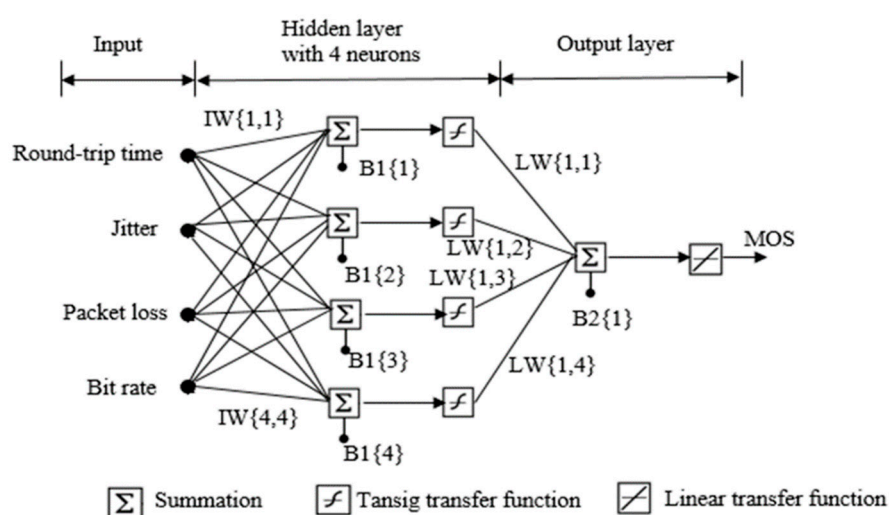 Input
Hidden layer
with 4 neurons
Output layer
IW{1,1}
Σ
Round-trip time
B1{1}
LW{1,1}
Jitter
Σ
LW{1,2}
MOS
B1{2}
LW{1,3}
Σ
Packet loss
Σ
B2{1}
B1{3}
LW{1,4}
Bit rate
IW{4,4}
Σ
B1{4}
Σ Summation
Tansig transfer function
Linear transfer function